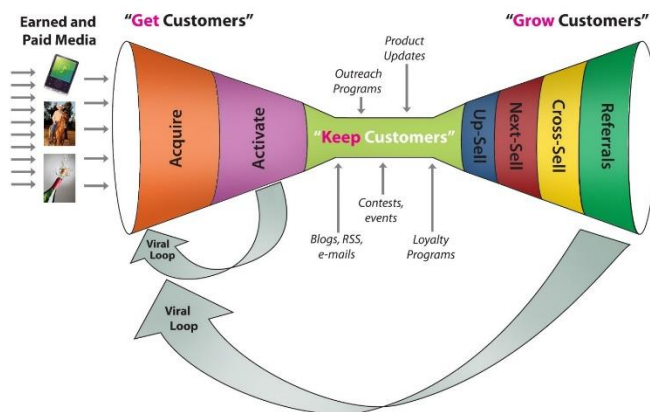 Earned and
Paid Media
"Get Customers"
"Grow Customers"
Product
Updates
Outreach
Programs
Acquire
Activate
"Keep Customers"
Up-Sell
Next-Sell
Cross-Sell
Referrals
Contests,
events
Blogs, RSS,
e-mails
Loyalty
Programs
Viral
Loop
Viral
Loop